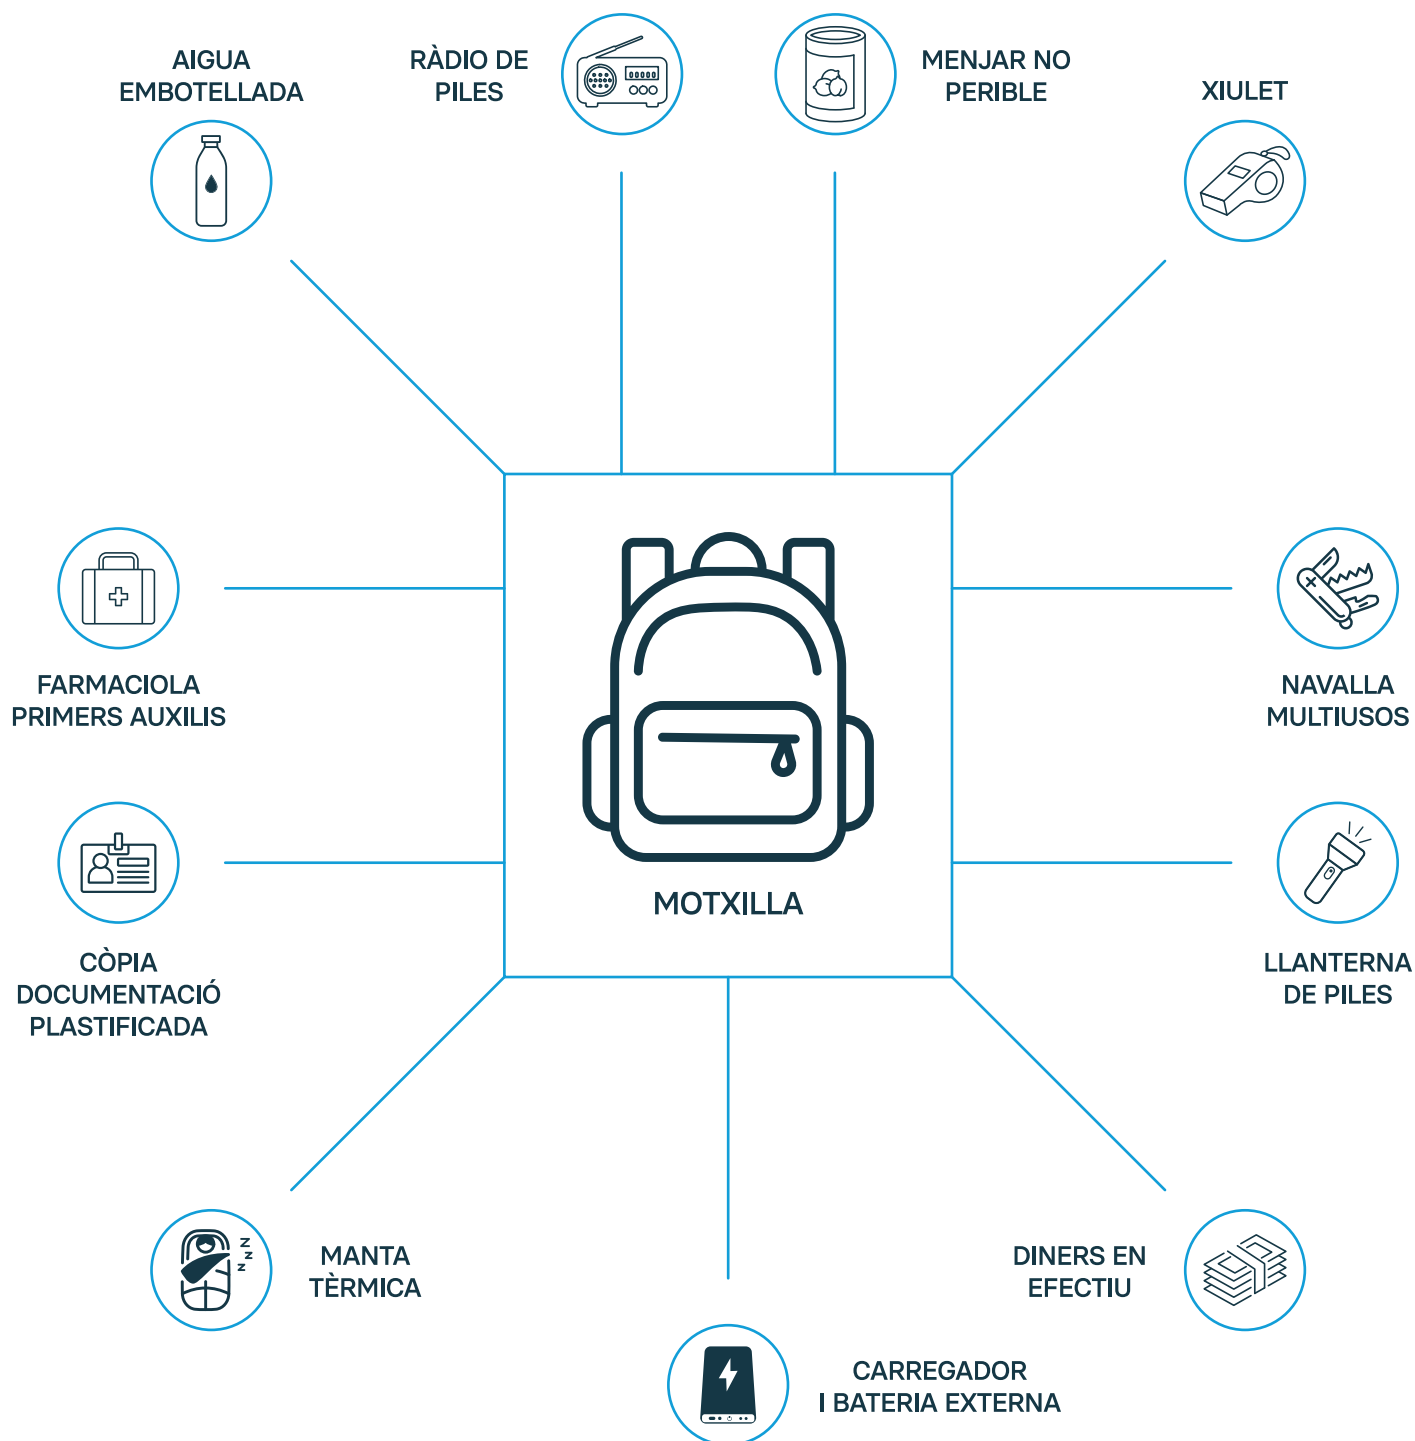 AIGUA
EMBOTELLADA
RÀDIO DE
PILES
MENJAR NO
PERIBLE
XIULET
FARMACIOLA
PRIMERS AUXILIS
NAVALLA
MULTIUSOS
MOTXILLA
CÒPIA
DOCUMENTACIÓ
PLASTIFICADA
LLANTERNA
DE PILES
MANTA
TÈRMICA
Z
Z
Z
DINERS EN
EFECTIU
CARREGADOR
I BATERIA EXTERNA